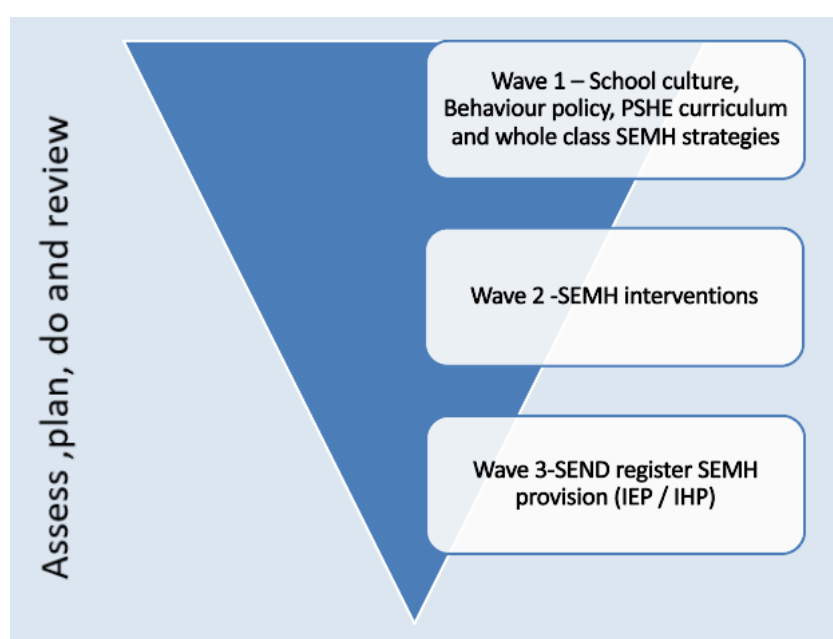 Assess ,plan, do and review
Wave 1 – School culture,
Behaviour policy, PSHE curriculum
and whole class SEMH strategies
Wave 2 -SEMH interventions
Wave 3-SEND register SEMH
provision (IEP / IHP)